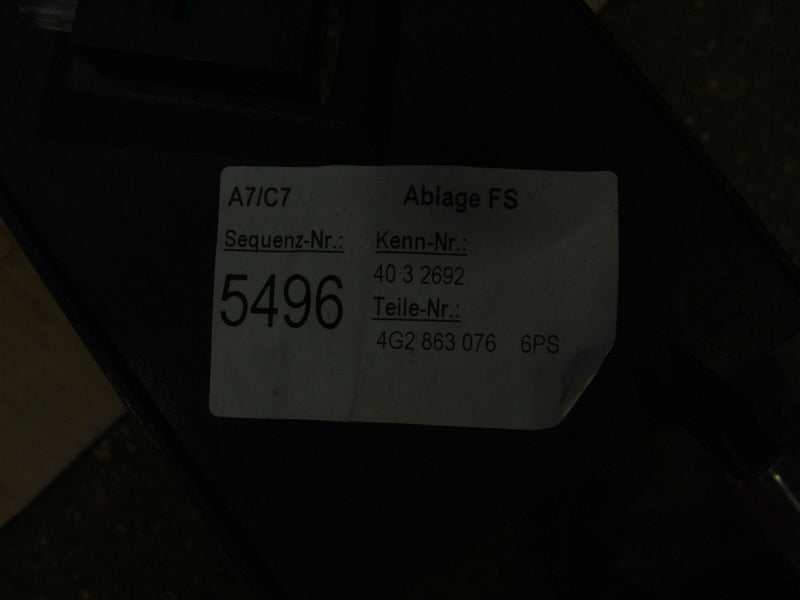 A7/C7 Ablage FS
Sequenz-Nr.: Kenn-Nr.:
5496 40 3 2692
Teile-Nr.:
4G2 863 076 6PS